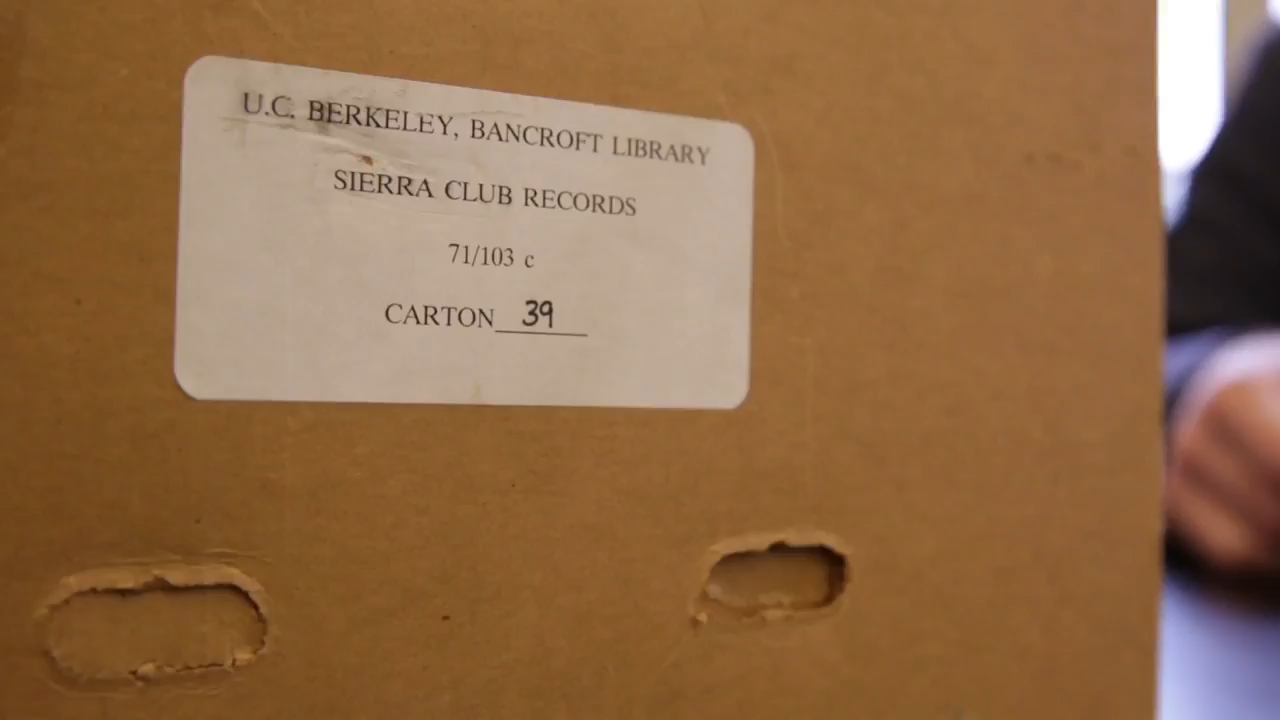 U.C. BERKELEY, BANCROFT LIBRARY
SIERRA CLUB RECORDS
71/103 c
CARTON 39